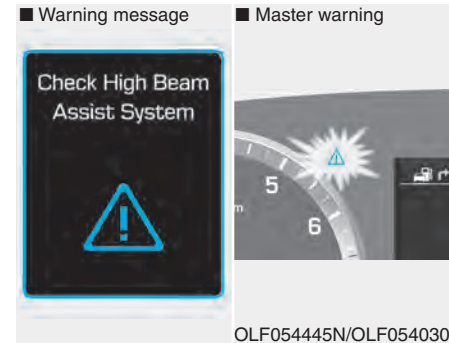 ■ Warning message
■ Master warning
Check High Beam
Assist System
5
m
6
OLF054445N/OLF054030